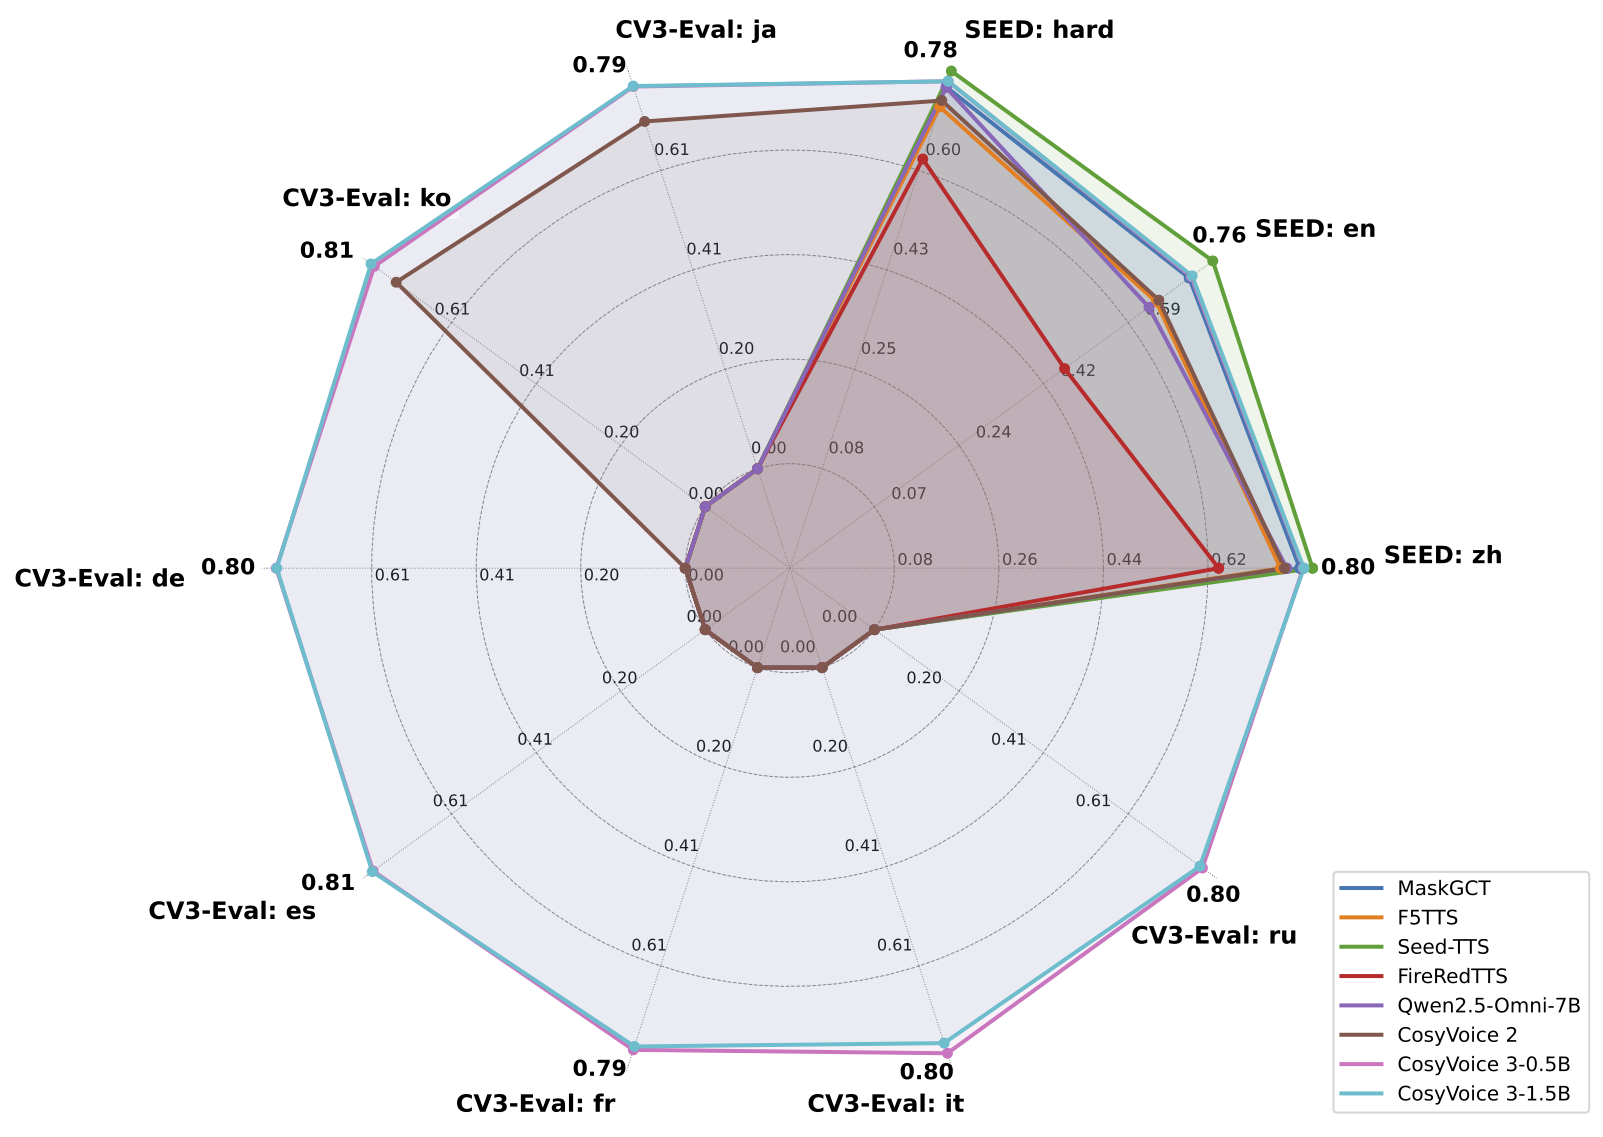 CV3-Eval: ja
SEED: hard
0.79
0.78
0.61
0.60
CV3-Eval: ko
0.81
0.76
SEED: en
0.41
0.43
0.61
.59
0.20
0.25
0.41
0.42
0.20
0.24
0.00
0.08
0.00
0.07
CV3-Eval: de
0.80
0.61
0.41
0.20
0.00
0.08
0.26
0.44
0.62
0.80
SEED: zh
0.00
0.00
0.00
0.00
0.20
0.20
0.20
0.20
0.41
0.41
0.41
0.41
0.61
0.61
0.61
0.61
0.81
CV3-Eval: es
0.80
CV3-Eval: ru
0.79
CV3-Eval: fr
0.80
CV3-Eval: it
MaskGCT
F5TTS
Seed-TTS
FireRedTTS
Qwen2.5-Omni-7B
CosyVoice 2
CosyVoice 3-0.5B
CosyVoice 3-1.5B